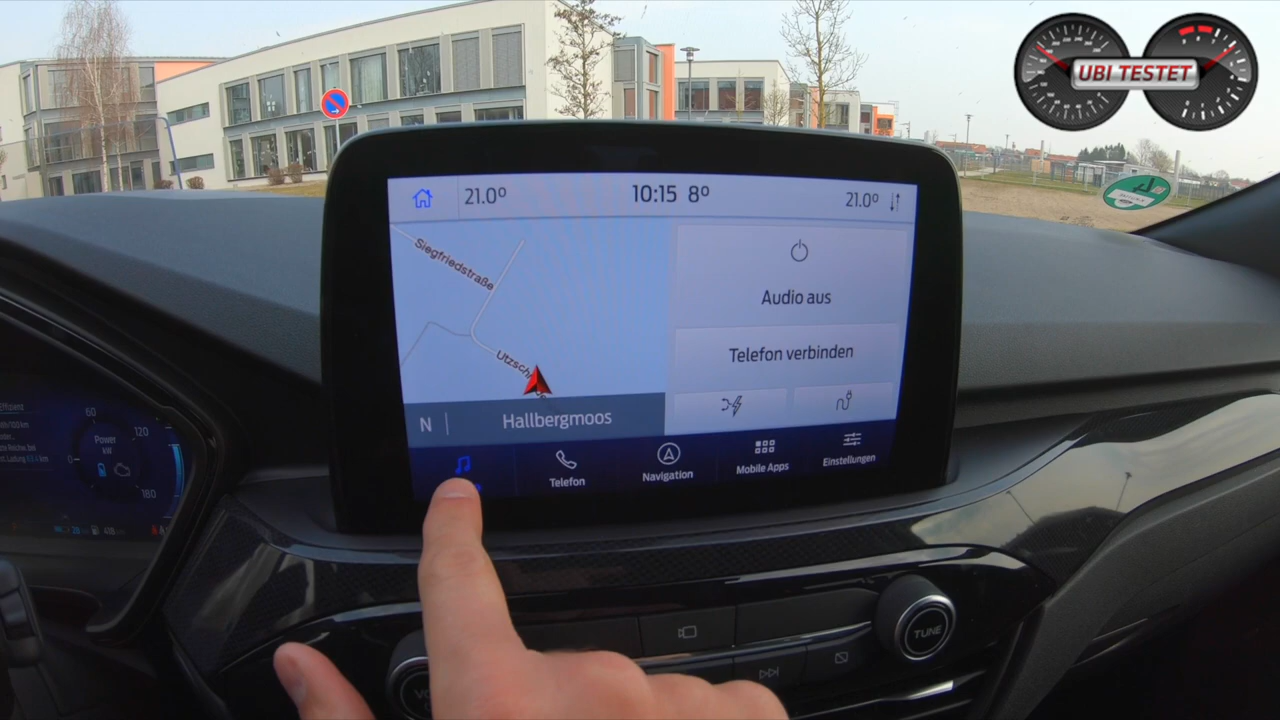 UBI TESTET
21.0°
10:15 8°
21.0°
Siegfriedstraße
Audio aus
Telefon verbinden
N
Hallbergmoos
Telefon
Navigation
Mobile Apps
Einstellungen
60
120
Power
kW
0
180
TUNE